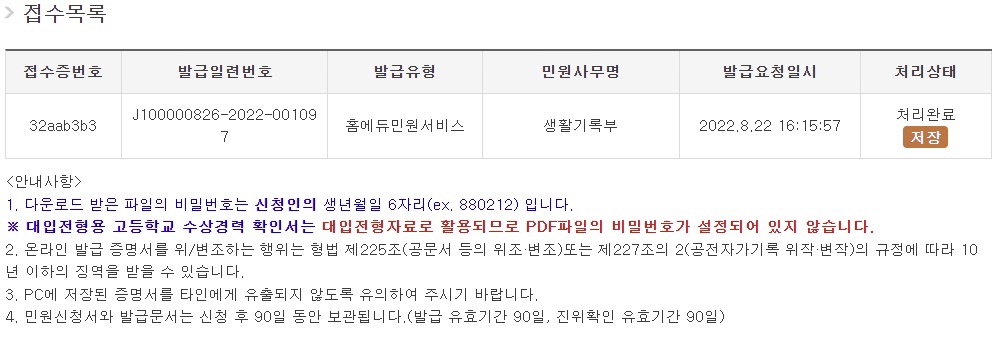 접수목록
접수증번호 발급일련번호 발급유형 민원사무명 발급요청일시 처리상태
32aab3b3 J100000826-2022-00109
7 홈에듀민원서비스 생활기록부 2022.8.22 16:15:57 처리완료
저장
<안내사항>
1. 다운로드 받은 파일의 비밀번호는 신청인의 생년월일 6자리(ex. 880212) 입니다.
※ 대입전형용 고등학교 수상경력 확인서는 대입전형자료로 활용되므로 PDF파일의 비밀번호가 설정되어 있지 않습니다.
2. 온라인 발급 증명서를 위/변조하는 행위는 형법 제225조(공문서 등의 위조·변조)또는 제227조의 2(공전자기기록 위작·변작)의 규정에 따라 10
년 이하의 징역을 받을 수 있습니다.
3. PC에 저장된 증명서를 타인에게 유출되지 않도록 유의하여 주시기 바랍니다.
4. 민원신청서와 발급문서는 신청 후 90일 동안 보관됩니다.(발급 유효기간 90일, 진위확인 유효기간 90일)